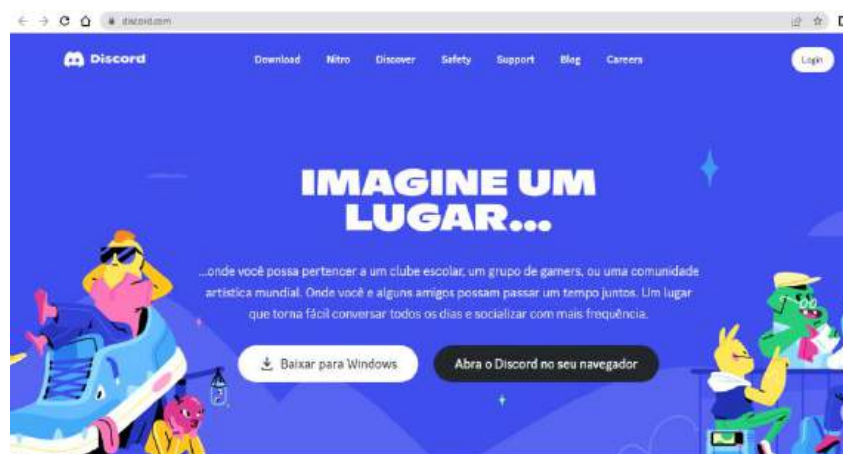 discord.com
Discord
Download Nitro Discover Safety Support Blog Careers
Login
IMAGINE UM
LUGAR...
...onde você possa pertencer a um clube escolar, um grupo de gamers, ou uma comunidade
artística mundial. Onde você e alguns amigos possam passar um tempo juntos. Um lugar
que torna fácil conversar todos os dias e socializar com mais frequência.
Baixar para Windows
Abra o Discord no seu navegador